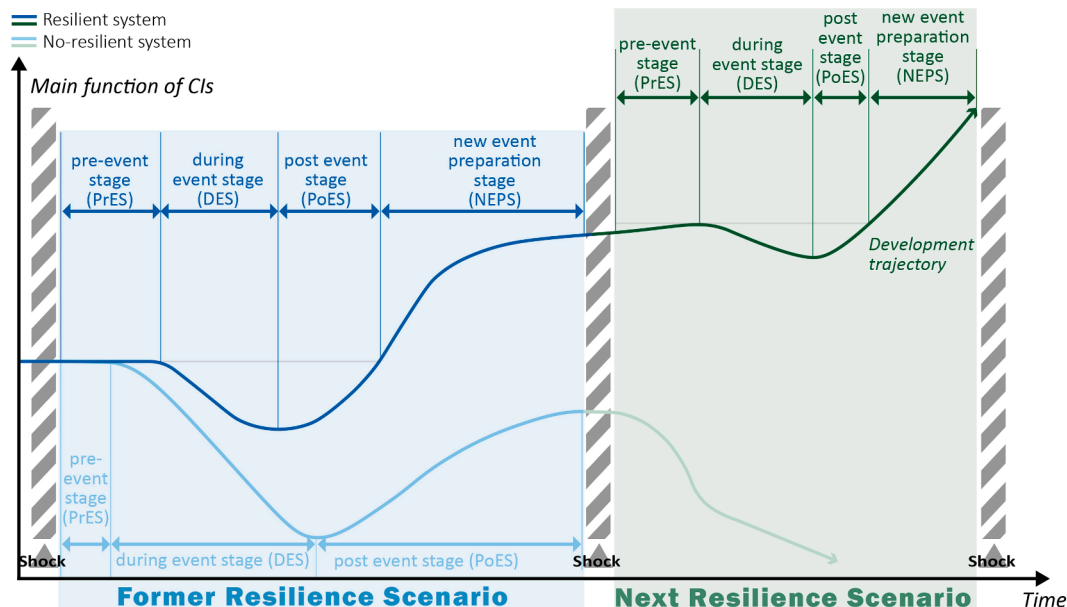 Resilient system
No-resilient system
Main function of CIs
pre-event
stage
(PrES)
during
event stage
(DES)
post event
stage
(PoES)
new event
preparation
stage
(NEPS)
pre-event
stage
(PrES)
during
event stage
(DES)
post
event
stage
(PoES)
new event
preparation
stage
(NEPS)
Development
trajectory
pre-
event
stage
(PrES)
during event stage (DES)
post event stage (PoES)
Shock
Shock
Shock
Former Resilience Scenario
Next Resilience Scenario
Time